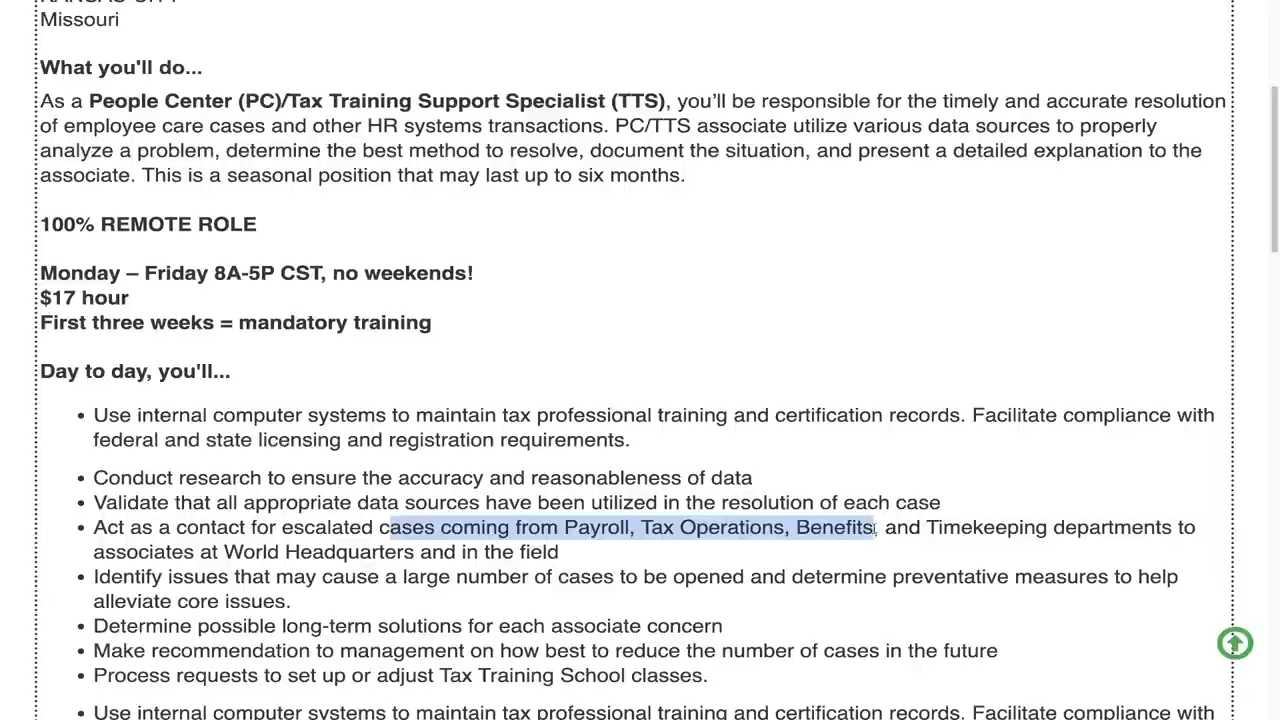 Missouri
What you'll do...
As a People Center (PC)/Tax Training Support Specialist (TTS), you’ll be responsible for the timely and accurate resolution
of employee care cases and other HR systems transactions. PC/TTS associate utilize various data sources to properly
analyze a problem, determine the best method to resolve, document the situation, and present a detailed explanation to the
associate. This is a seasonal position that may last up to six months.
100% REMOTE ROLE
Monday – Friday 8A-5P CST, no weekends!
$17 hour
First three weeks = mandatory training
Day to day, you'll...
• Use internal computer systems to maintain tax professional training and certification records. Facilitate compliance with
federal and state licensing and registration requirements.
• Conduct research to ensure the accuracy and reasonableness of data
• Validate that all appropriate data sources have been utilized in the resolution of each case
• Act as a contact for escalated cases coming from Payroll, Tax Operations, Benefits, and Timekeeping departments to
associates at World Headquarters and in the field
• Identify issues that may cause a large number of cases to be opened and determine preventative measures to help
alleviate core issues.
• Determine possible long-term solutions for each associate concern
• Make recommendation to management on how best to reduce the number of cases in the future
• Process requests to set up or adjust Tax Training School classes.
• Use internal computer systems to maintain tax professional training and certification records. Facilitate compliance with